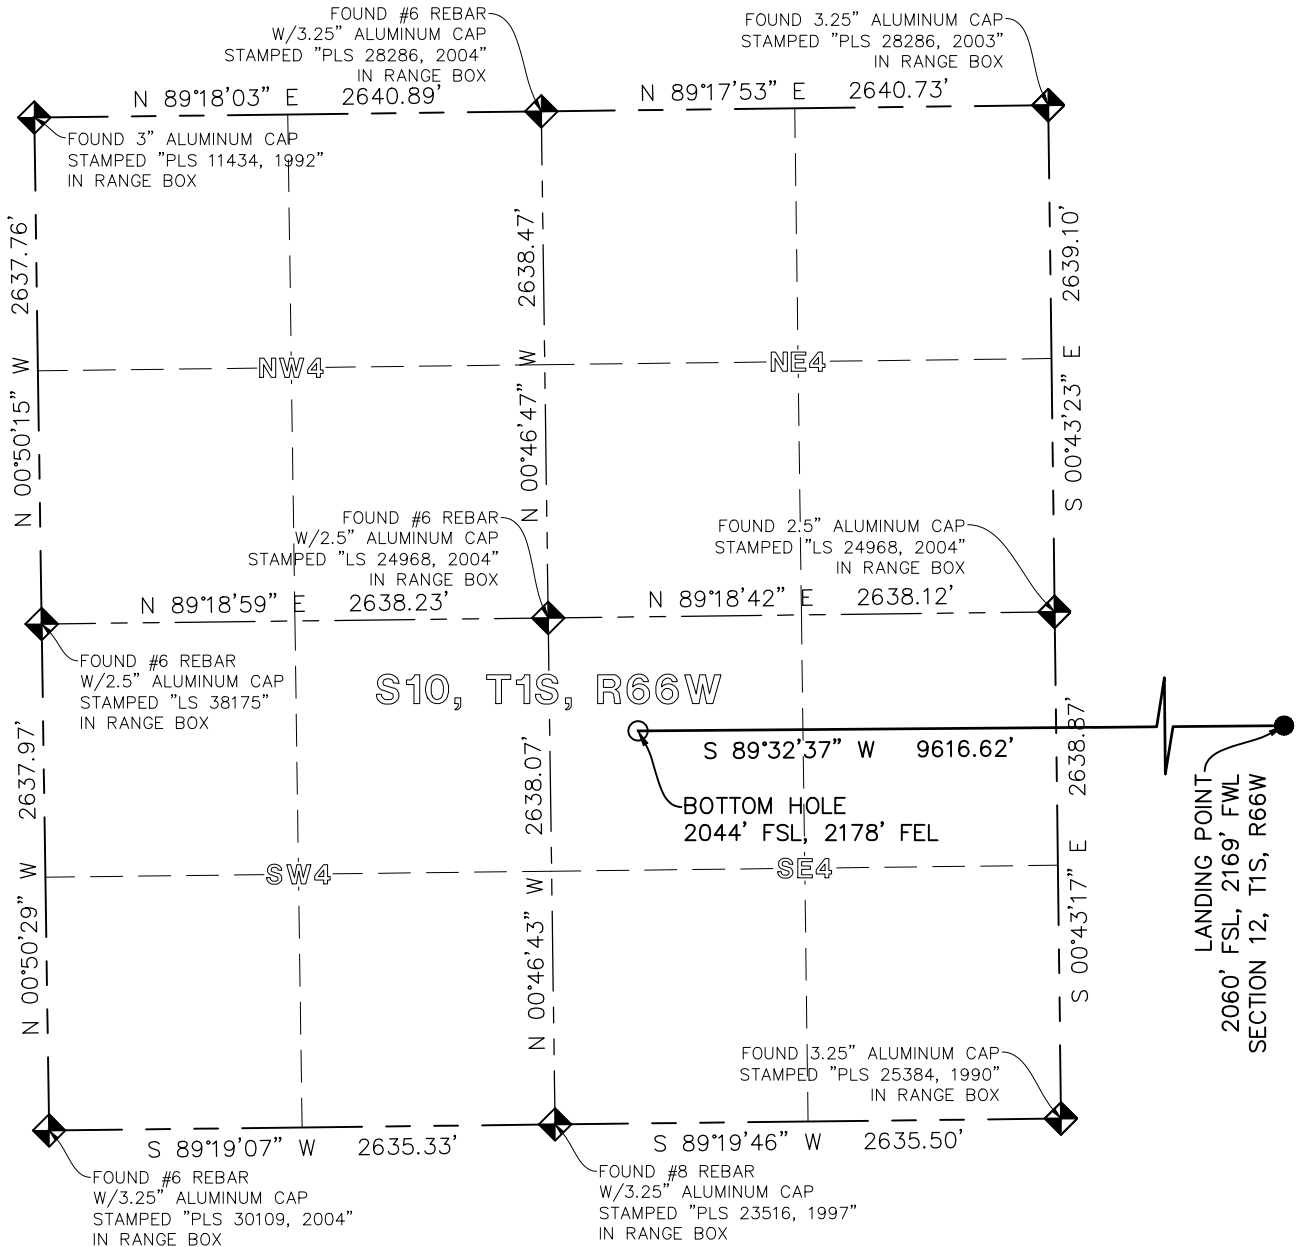 FOUND #6 REBAR
W/3.25" ALUMINUM CAP
STAMPED "PLS 28286, 2004"
IN RANGE BOX
FOUND 3.25" ALUMINUM CAP
STAMPED "PLS 28286, 2003"
IN RANGE BOX
N 89°18'03" E 2640.89'
N 89°17'53" E 2640.73'
FOUND 3" ALUMINUM CAP
STAMPED "PLS 11434, 1992"
IN RANGE BOX
N 00°50'15" W 2637.76'
N 00°46'47" W 2638.47'
S 00°43'23" E 2639.10'
NW4
NE4
FOUND #6 REBAR
W/2.5" ALUMINUM CAP
STAMPED "LS 24968, 2004"
IN RANGE BOX
FOUND 2.5" ALUMINUM CAP
STAMPED "LS 24968, 2004"
IN RANGE BOX
N 89°18'59" E 2638.23'
N 89°18'42" E 2638.12'
FOUND #6 REBAR
W/2.5" ALUMINUM CAP
STAMPED "LS 38175"
IN RANGE BOX
S10, T1S, R66W
S 89°32'37" W 9616.62'
BOTTOM HOLE
2044' FSL, 2178' FEL
N 00°50'29" W 2637.97'
N 00°46'43" W 2638.07'
S 00°43'17" E 2638.87'
LANDING POINT
2060' FSL, 2169' FWL
SECTION 12, T1S, R66W
SW4
SE4
FOUND 3.25" ALUMINUM CAP
STAMPED "PLS 25384, 1990"
IN RANGE BOX
S 89°19'07" W 2635.33'
S 89°19'46" W 2635.50'
FOUND #6 REBAR
W/3.25" ALUMINUM CAP
STAMPED "PLS 30109, 2004"
IN RANGE BOX
FOUND #8 REBAR
W/3.25" ALUMINUM CAP
STAMPED "PLS 23516, 1997"
IN RANGE BOX